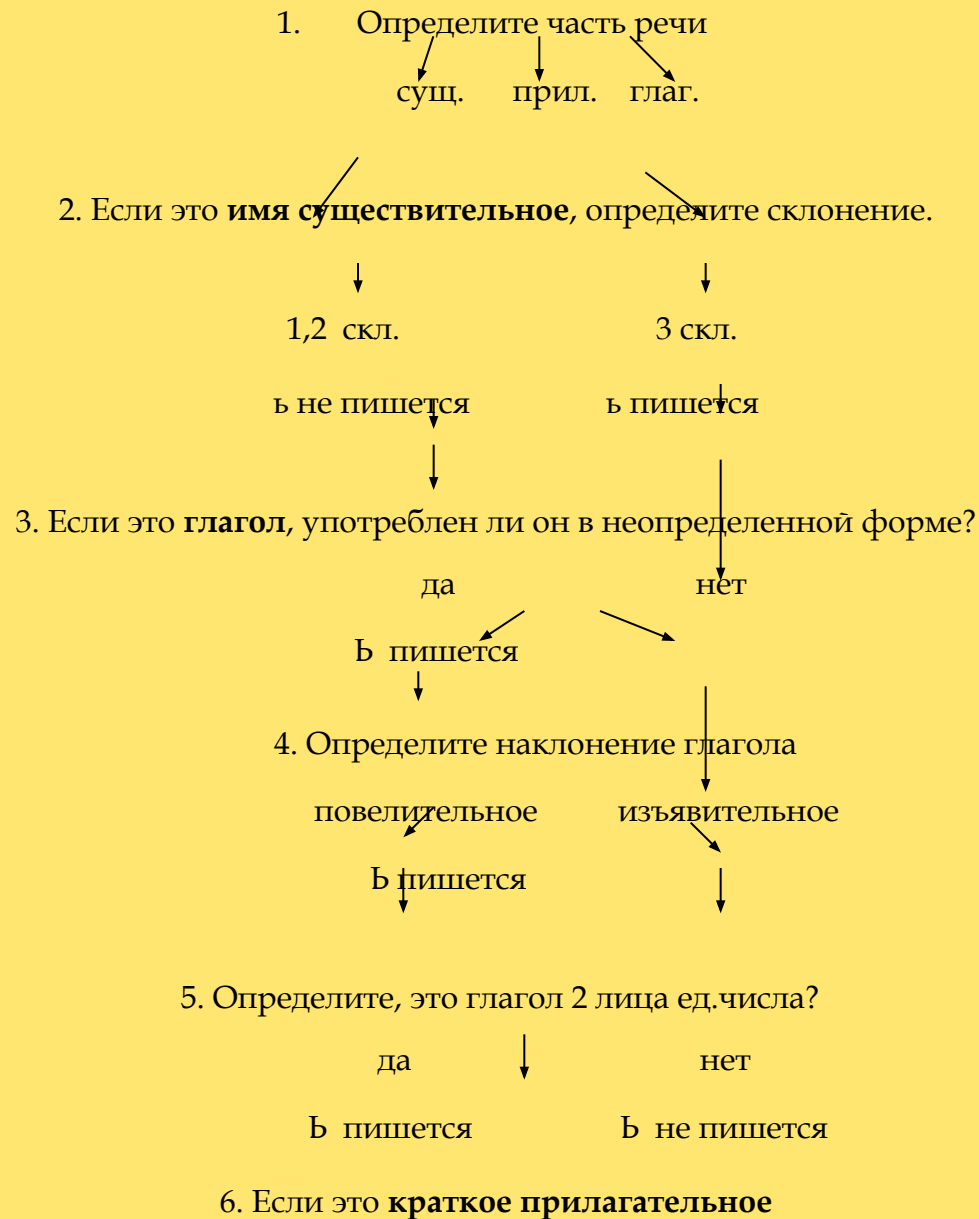 1. Определите часть речи
сущ. прил. глаг.
2. Если это имя существительное, определите склонение.
1,2 скл. 3 скл.
ь не пишется ь пишется
3. Если это глагол, употреблен ли он в неопределенной форме?
да нет
Ь пишется
4. Определите наклонение глагола
повелительное изъявительное
Ь пишется
5. Определите, это глагол 2 лица ед.числа?
да нет
Ь пишется Ь не пишется
6. Если это краткое прилагательное